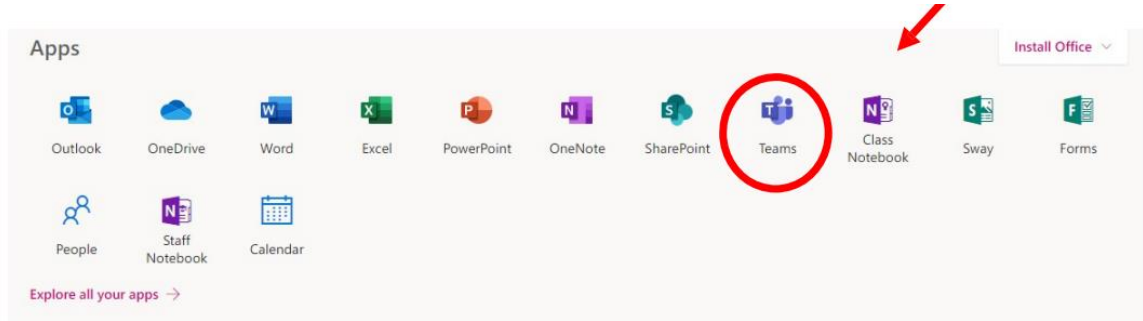 Apps
Install Office
Outlook
OneDrive
Word
Excel
PowerPoint
OneNote
SharePoint
Teams
Class
Notebook
Sway
Forms
People
Staff
Notebook
Calendar
Explore all your apps →